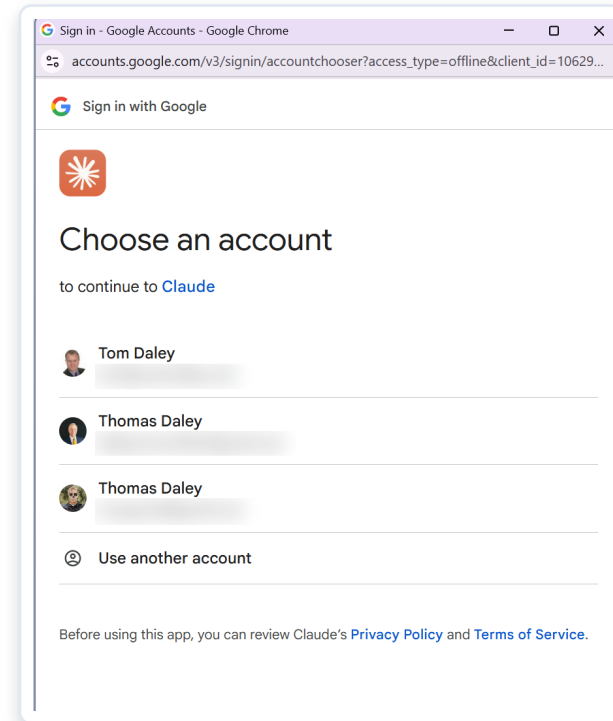 Sign in - Google Accounts - Google Chrome
accounts.google.com/v3/signin/accountchooser?access_type=offline&client_id=10629...
Sign in with Google
Choose an account
to continue to Claude
Tom Daley
Thomas Daley
Thomas Daley
Use another account
Before using this app, you can review Claude's Privacy Policy and Terms of Service.